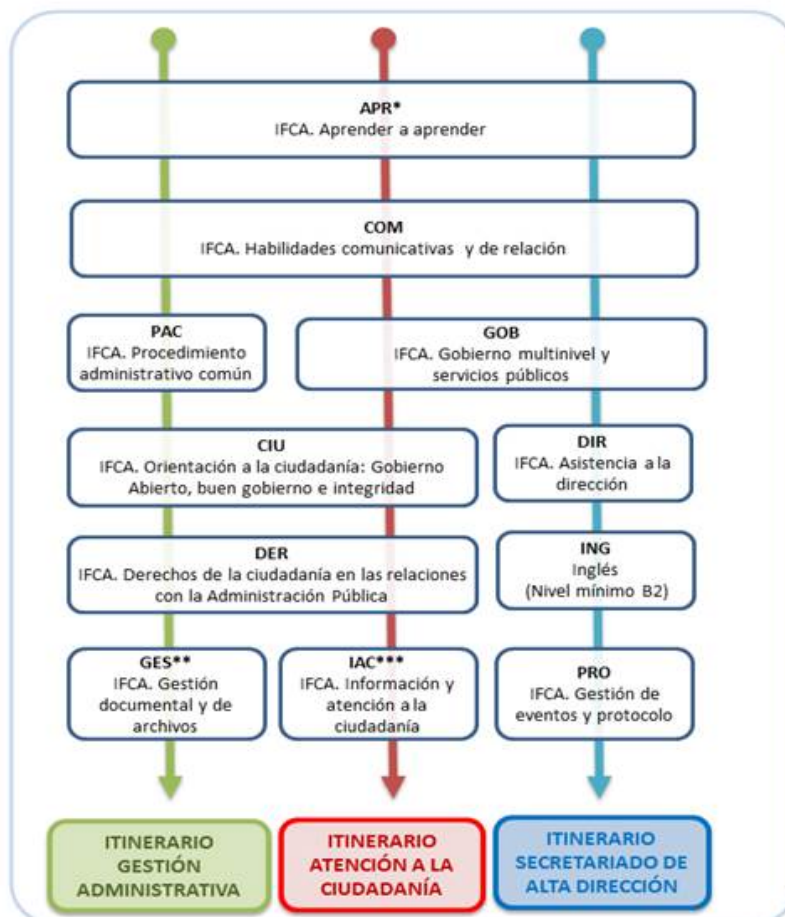 APR*
IFCA. Aprender a aprender
COM
IFCA. Habilidades comunicativas y de relación
PAC
IFCA. Procedimiento
administrativo común
GOB
IFCA. Gobierno multinivel y
servicios públicos
CIU
IFCA. Orientación a la ciudadanía: Gobierno
Abierto, buen gobierno e integridad
DIR
IFCA. Asistencia a la
dirección
DER
IFCA. Derechos de la ciudadanía en las relaciones
con la Administración Pública
ING
Inglés
(Nivel mínimo B2)
GES**
IFCA. Gestión
documental y de
archivos
IAC***
IFCA. Información y
atención a la
ciudadanía
PRO
IFCA. Gestión de
eventos y protocolo
ITINERARIO
GESTIÓN
ADMINISTRATIVA
ITINERARIO
ATENCIÓN A LA
CIUDADANÍA
ITINERARIO
SECRETARIADO DE
ALTA DIRECCIÓN